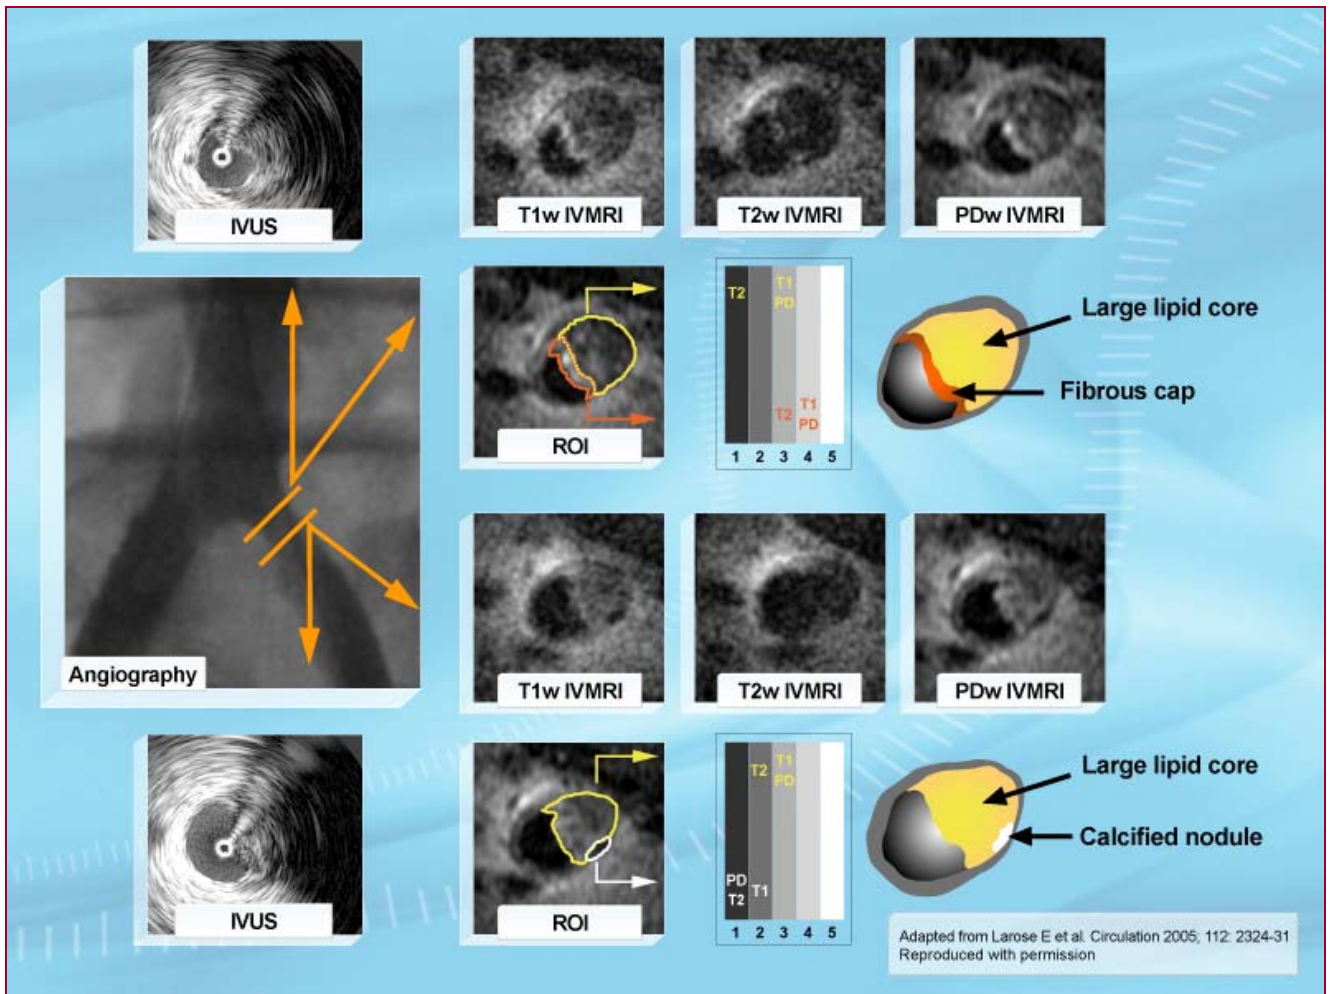 IVUS
T1w IVMRI
T2w IVMRI
PDw IVMRI
Angiography
ROI
T2
T1
PD
T2
T1
PD
1 2 3 4 5
Large lipid core
Fibrous cap
T1w IVMRI
T2w IVMRI
PDw IVMRI
IVUS
ROI
T2
T1
PD
PD
T2
T1
1 2 3 4 5
Large lipid core
Calcified nodule
Adapted from Larose E et al. Circulation 2005; 112: 2324-31
Reproduced with permission